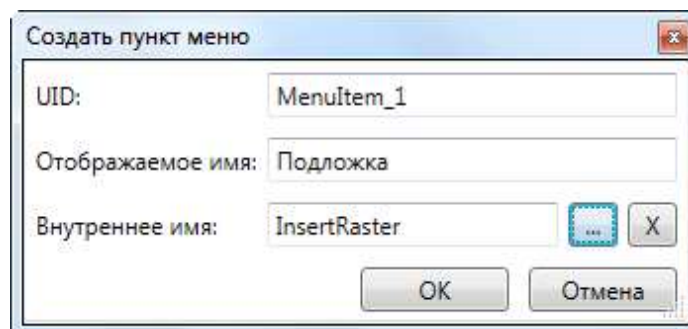 Создать пункт меню
UID: MenuItem_1
Отображаемое имя: Подложка
Внутреннее имя: InsertRaster ... X
OK Отмена